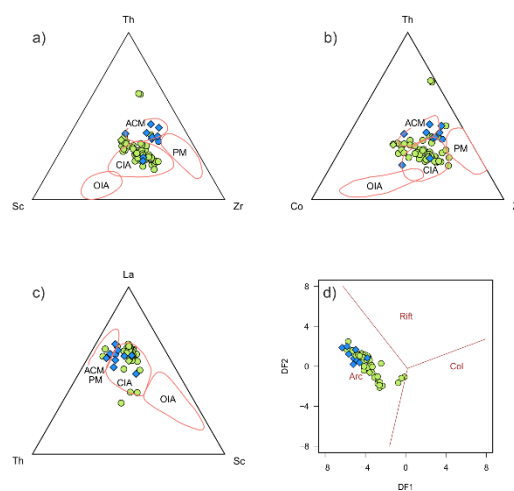 a)
Th
ACM
PM
CIA
OIA
Sc
Zr
b)
Th
ACM
PM
OIA
CIA
Co
c)
La
ACM
PM
CIA
OIA
Th
Sc
d)
8
4
0
-4
-8
DF2
Rift
Col
Arc
8 4 0 4 8
DF1